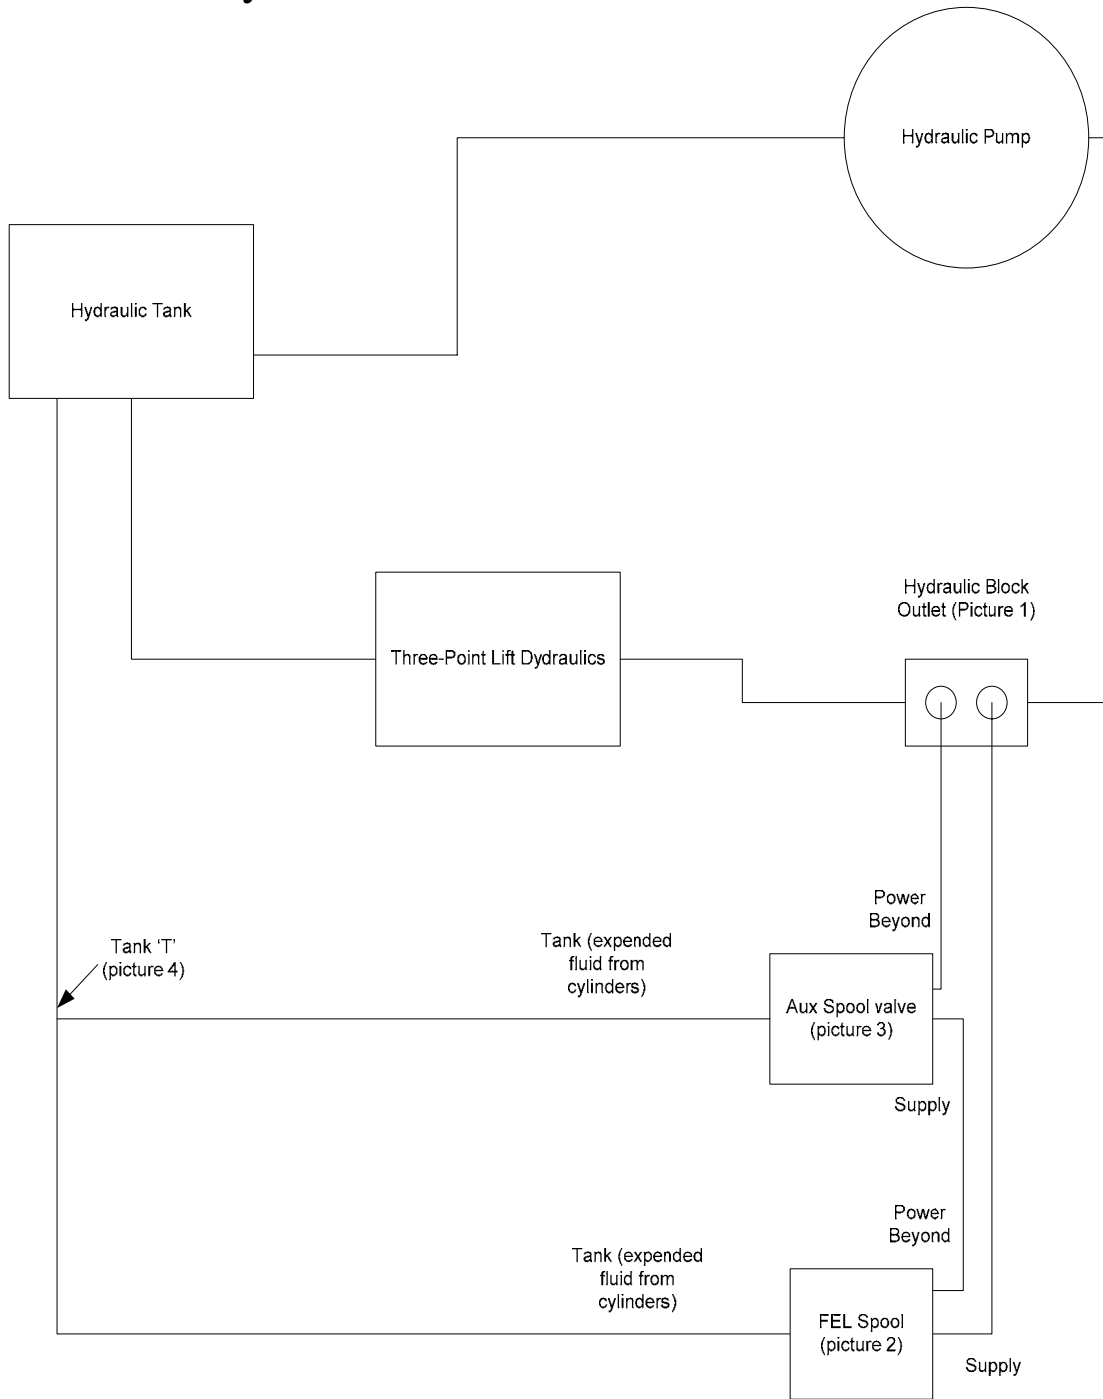 Hydraulic Pump
Hydraulic Tank
Hydraulic Block
Outlet (Picture 1)
Three-Point Lift Dydraulics
Power
Beyond
Tank 'T'
(picture 4)
Tank (expended
fluid from
cylinders)
Aux Spool valve
(picture 3)
Supply
Power
Beyond
Tank (expended
fluid from
cylinders)
FEL Spool
(picture 2)
Supply